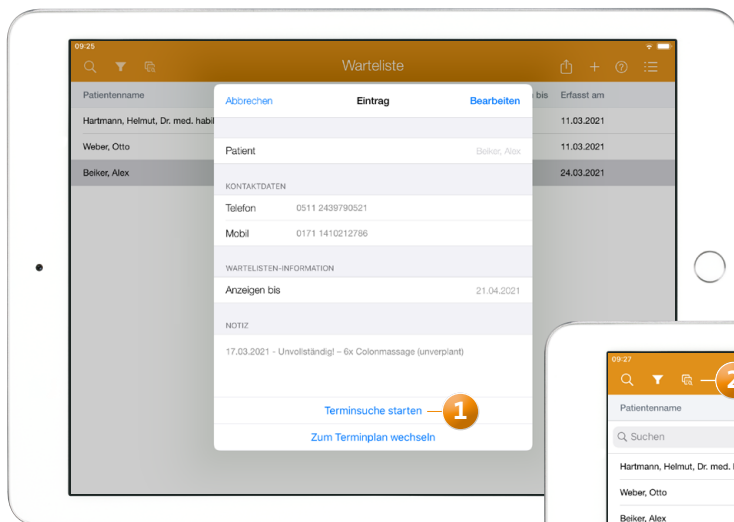 09:25
Warteliste
Patientenname
bis Erfasst am
Hartmann, Helmut, Dr. med. habil
11.03.2021
Weber, Otto
11.03.2021
Beiker, Alex
24.03.2021
Abbrechen Eintrag Bearbeiten
Patient Beiker, Alex
KONTAKTDATEN
Telefon 0511 2439790521
Mobil 0171 1410212786
WARTELISTEN-INFORMATION
Anzeigen bis 21.04.2021
NOTIZ
17.03.2021 - Unvollständig! – 6x Colonmassage (unverplant)
Terminsuche starten 1
Zum Terminplan wechseln
09:27
2
Patientenname
Suchen
Hartmann, Helmut, Dr. med.
Weber, Otto
Beiker, Alex